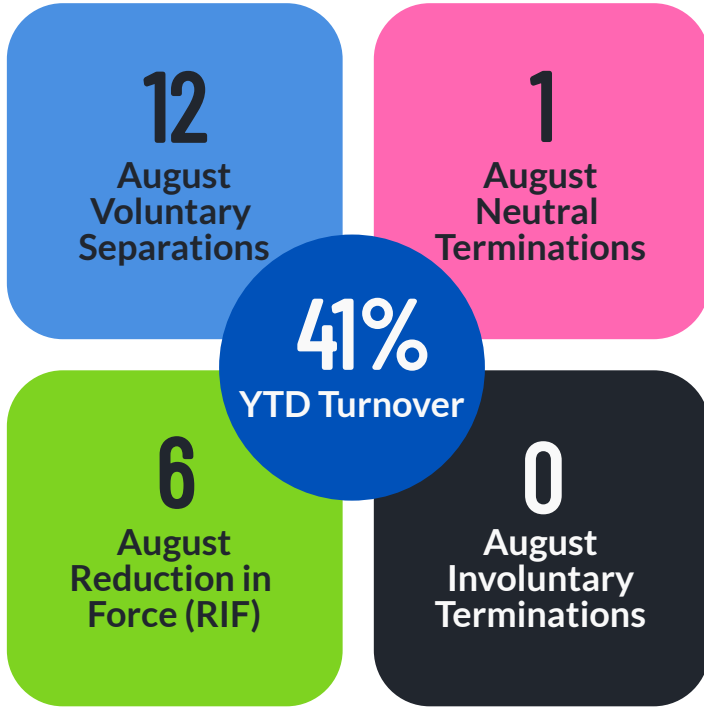 12
August
Voluntary
Separations
1
August
Neutral
Terminations
41%
YTD Turnover
6
August
Reduction in
Force (RIF)
0
August
Involuntary
Terminations